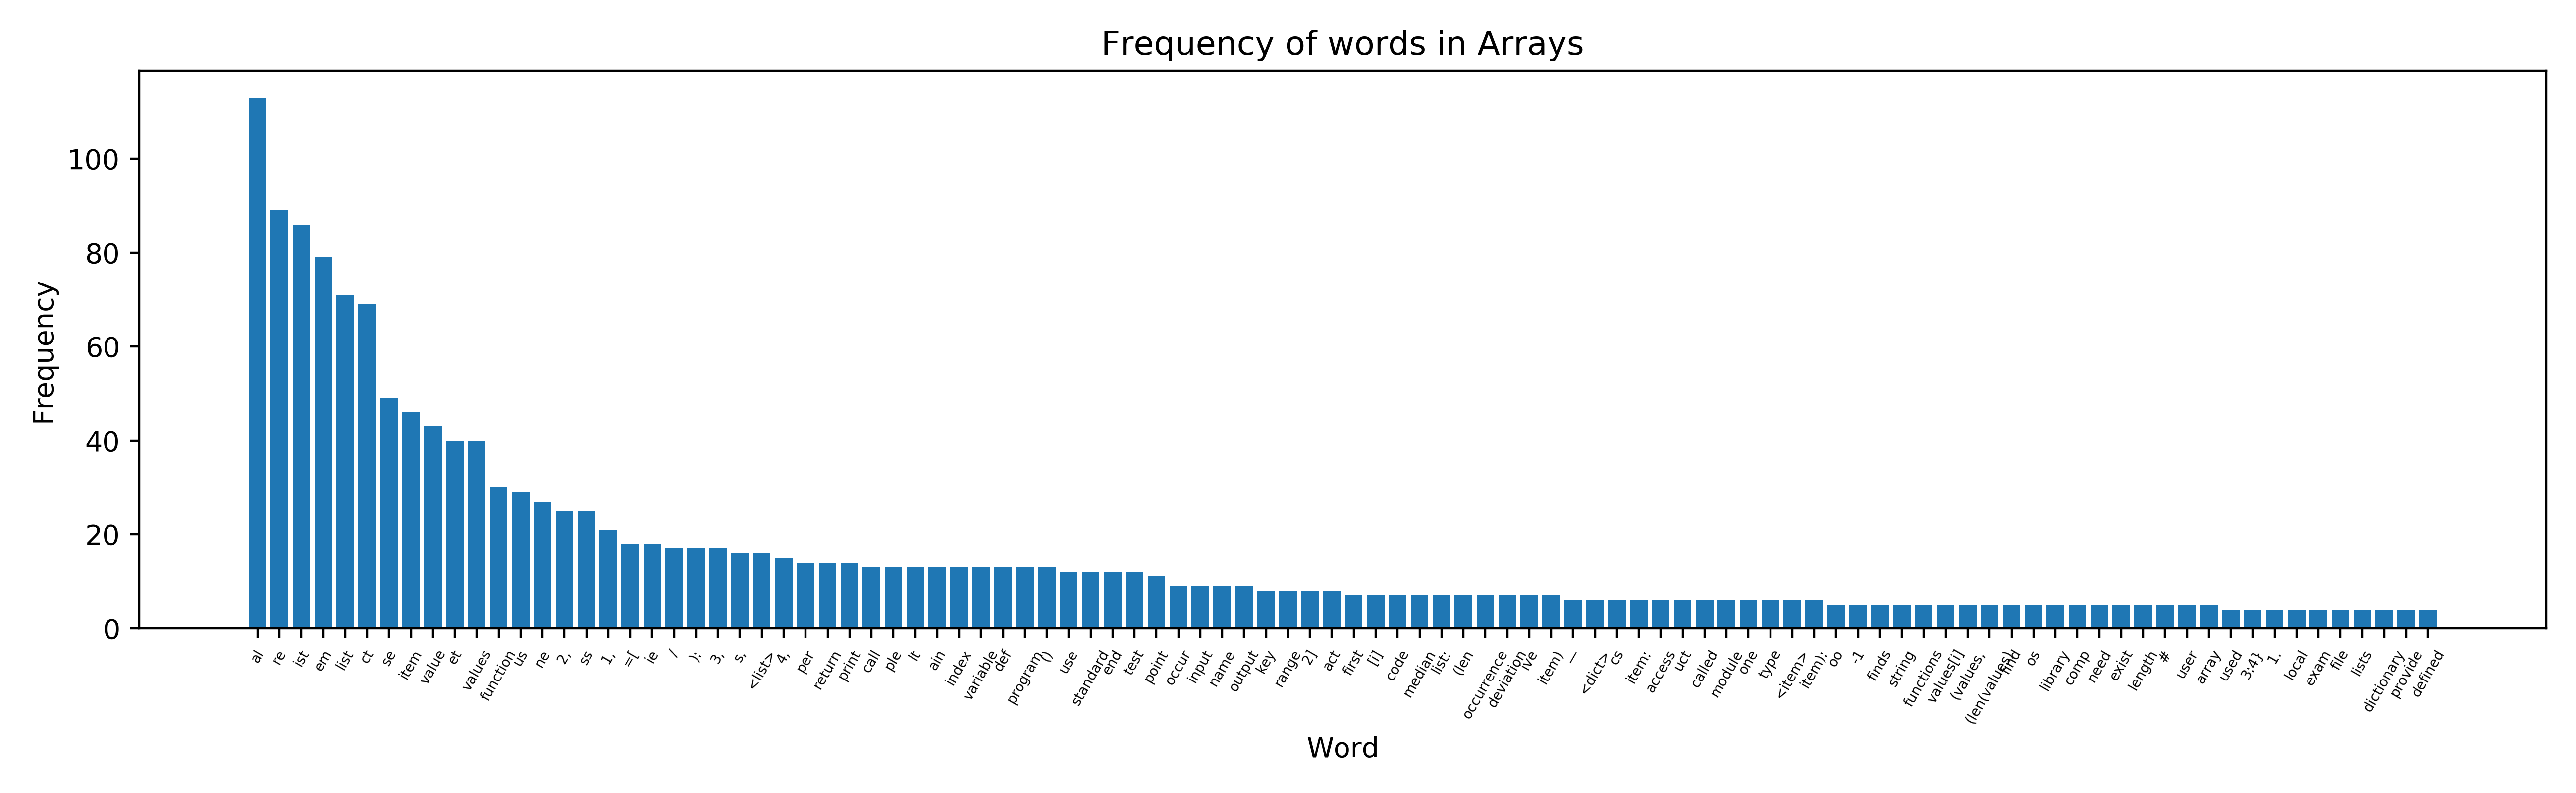 Frequency of words in Arrays
Frequency
100
80
60
40
20
0
al
re
ist
em
list
ct
se
item
value
et
values
function
us
ne
2,
ss
1,
=[
ie
/
):
3,
s,
<list>
4,
per
return
print
call
ple
lt
ain
index
variable
def
program
()
use
standard
end
test
point
occur
input
name
output
key
range
2]
act
first
[i]
code
median
list:
(len
occurrence
deviation
ive
item)
—
<dict>
cs
item:
access
uct
called
module
one
type
<item>
item):
oo
-1
finds
string
functions
values[i]
(values,
(len(values)
find
os
library
comp
need
exist
length
#
user
array
used
3:4}
1.
local
exam
file
lists
dictionary
provide
defined
Word